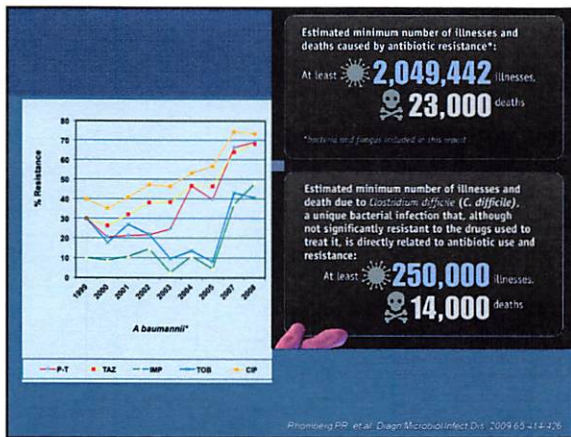 80
70
60
50
40
30
20
10
0
% Resistance
1999
2000
2001
2002
2003
2004
2005
2007
2008
A baumannii*
P-T
TAZ
IMP
TOB
CIP
Estimated minimum number of illnesses and
deaths caused by antibiotic resistance*:
At least 2,049,442 illnesses,
23,000 deaths
*bacteria and fungus included in this report
Estimated minimum number of illnesses and
death due to Clostridium difficile (C. difficile),
a unique bacterial infection that, although
not significantly resistant to the drugs used to
treat it, is directly related to antibiotic use and
resistance:
At least 250,000 illnesses,
14,000 deaths
Rhomberg PR. et al. Diagn Microbiol Infect Dis. 2009 65 414-426